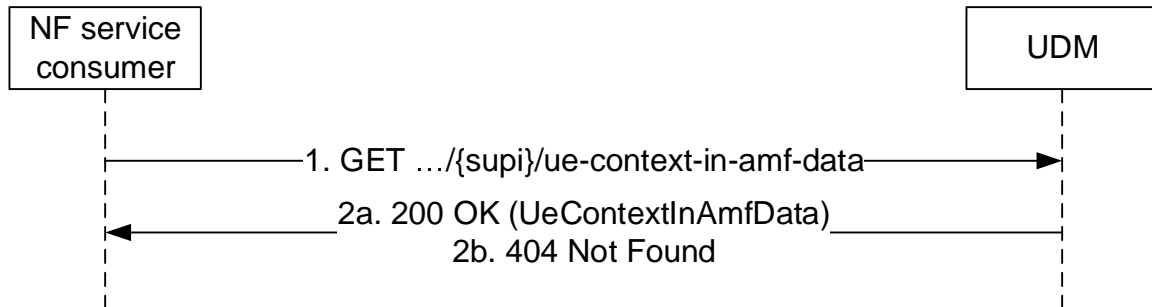 NF service
consumer
UDM
1. GET …/{supi}/ue-context-in-amf-data
2a. 200 OK (UeContextInAmfData)
2b. 404 Not Found